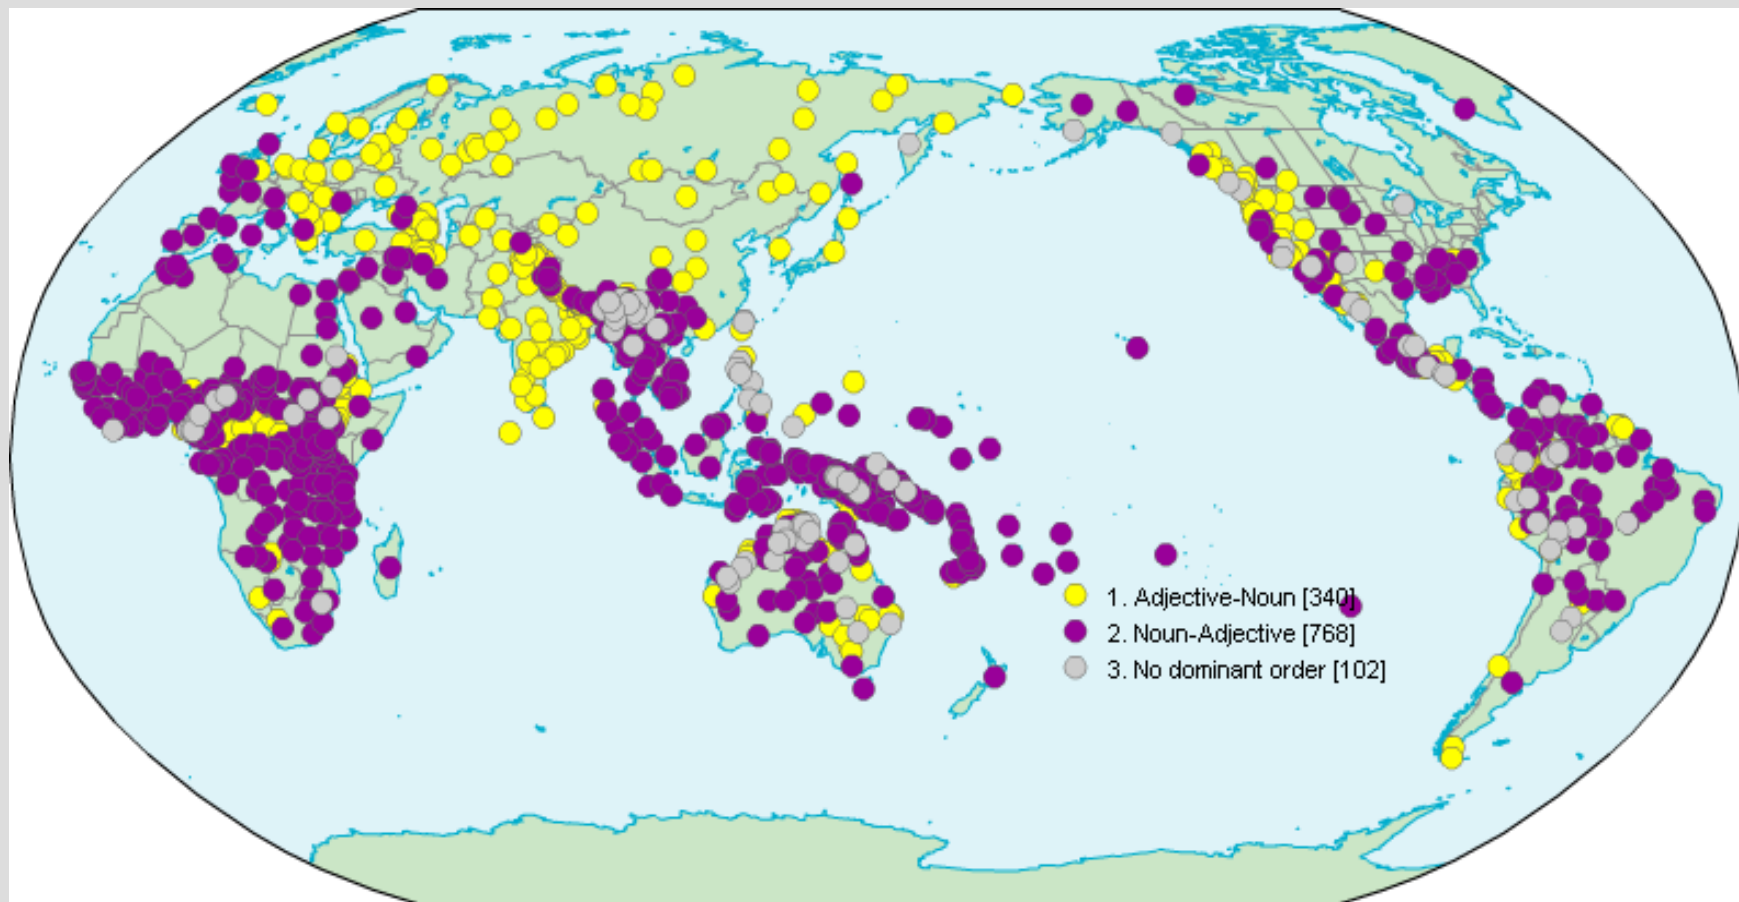 1. Adjective-Noun [340]
2. Noun-Adjective [768]
3. No dominant order [102]